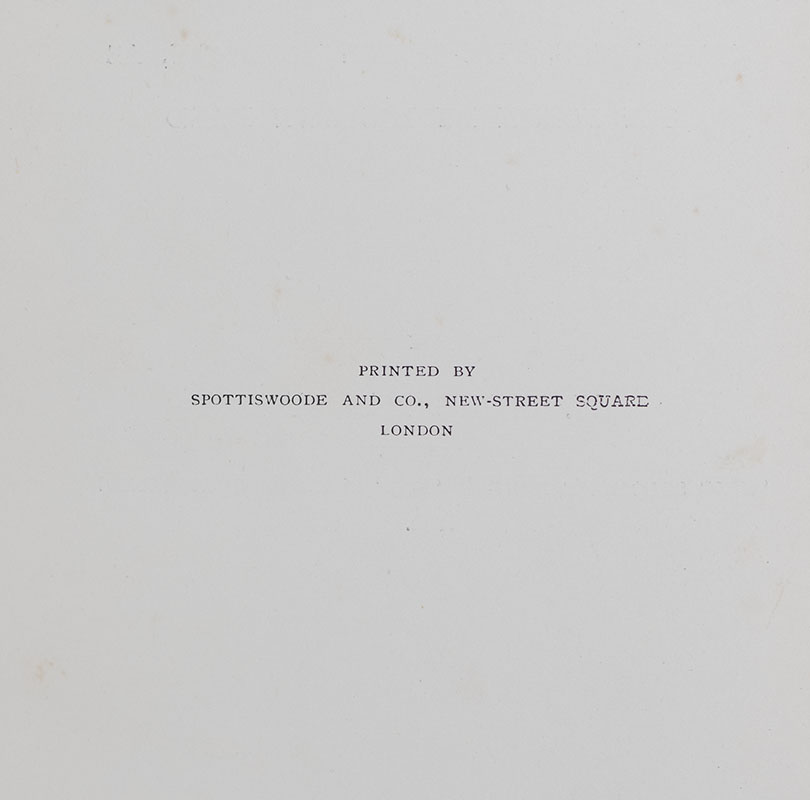 PRINTED BY
SPOTTISWOODE AND CO., NEW-STREET SQUARE
LONDON